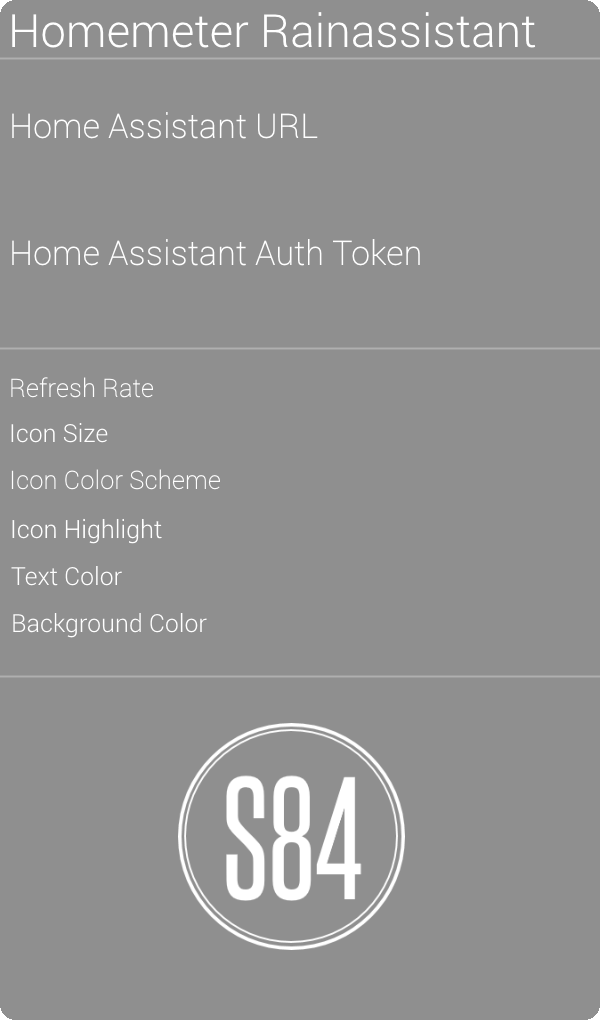 Homemeter Rainassistant
Home Assistant URL
Home Assistant Auth Token
Refresh Rate
Icon Size
Icon Color Scheme
Icon Highlight
Text Color
Background Color
S84